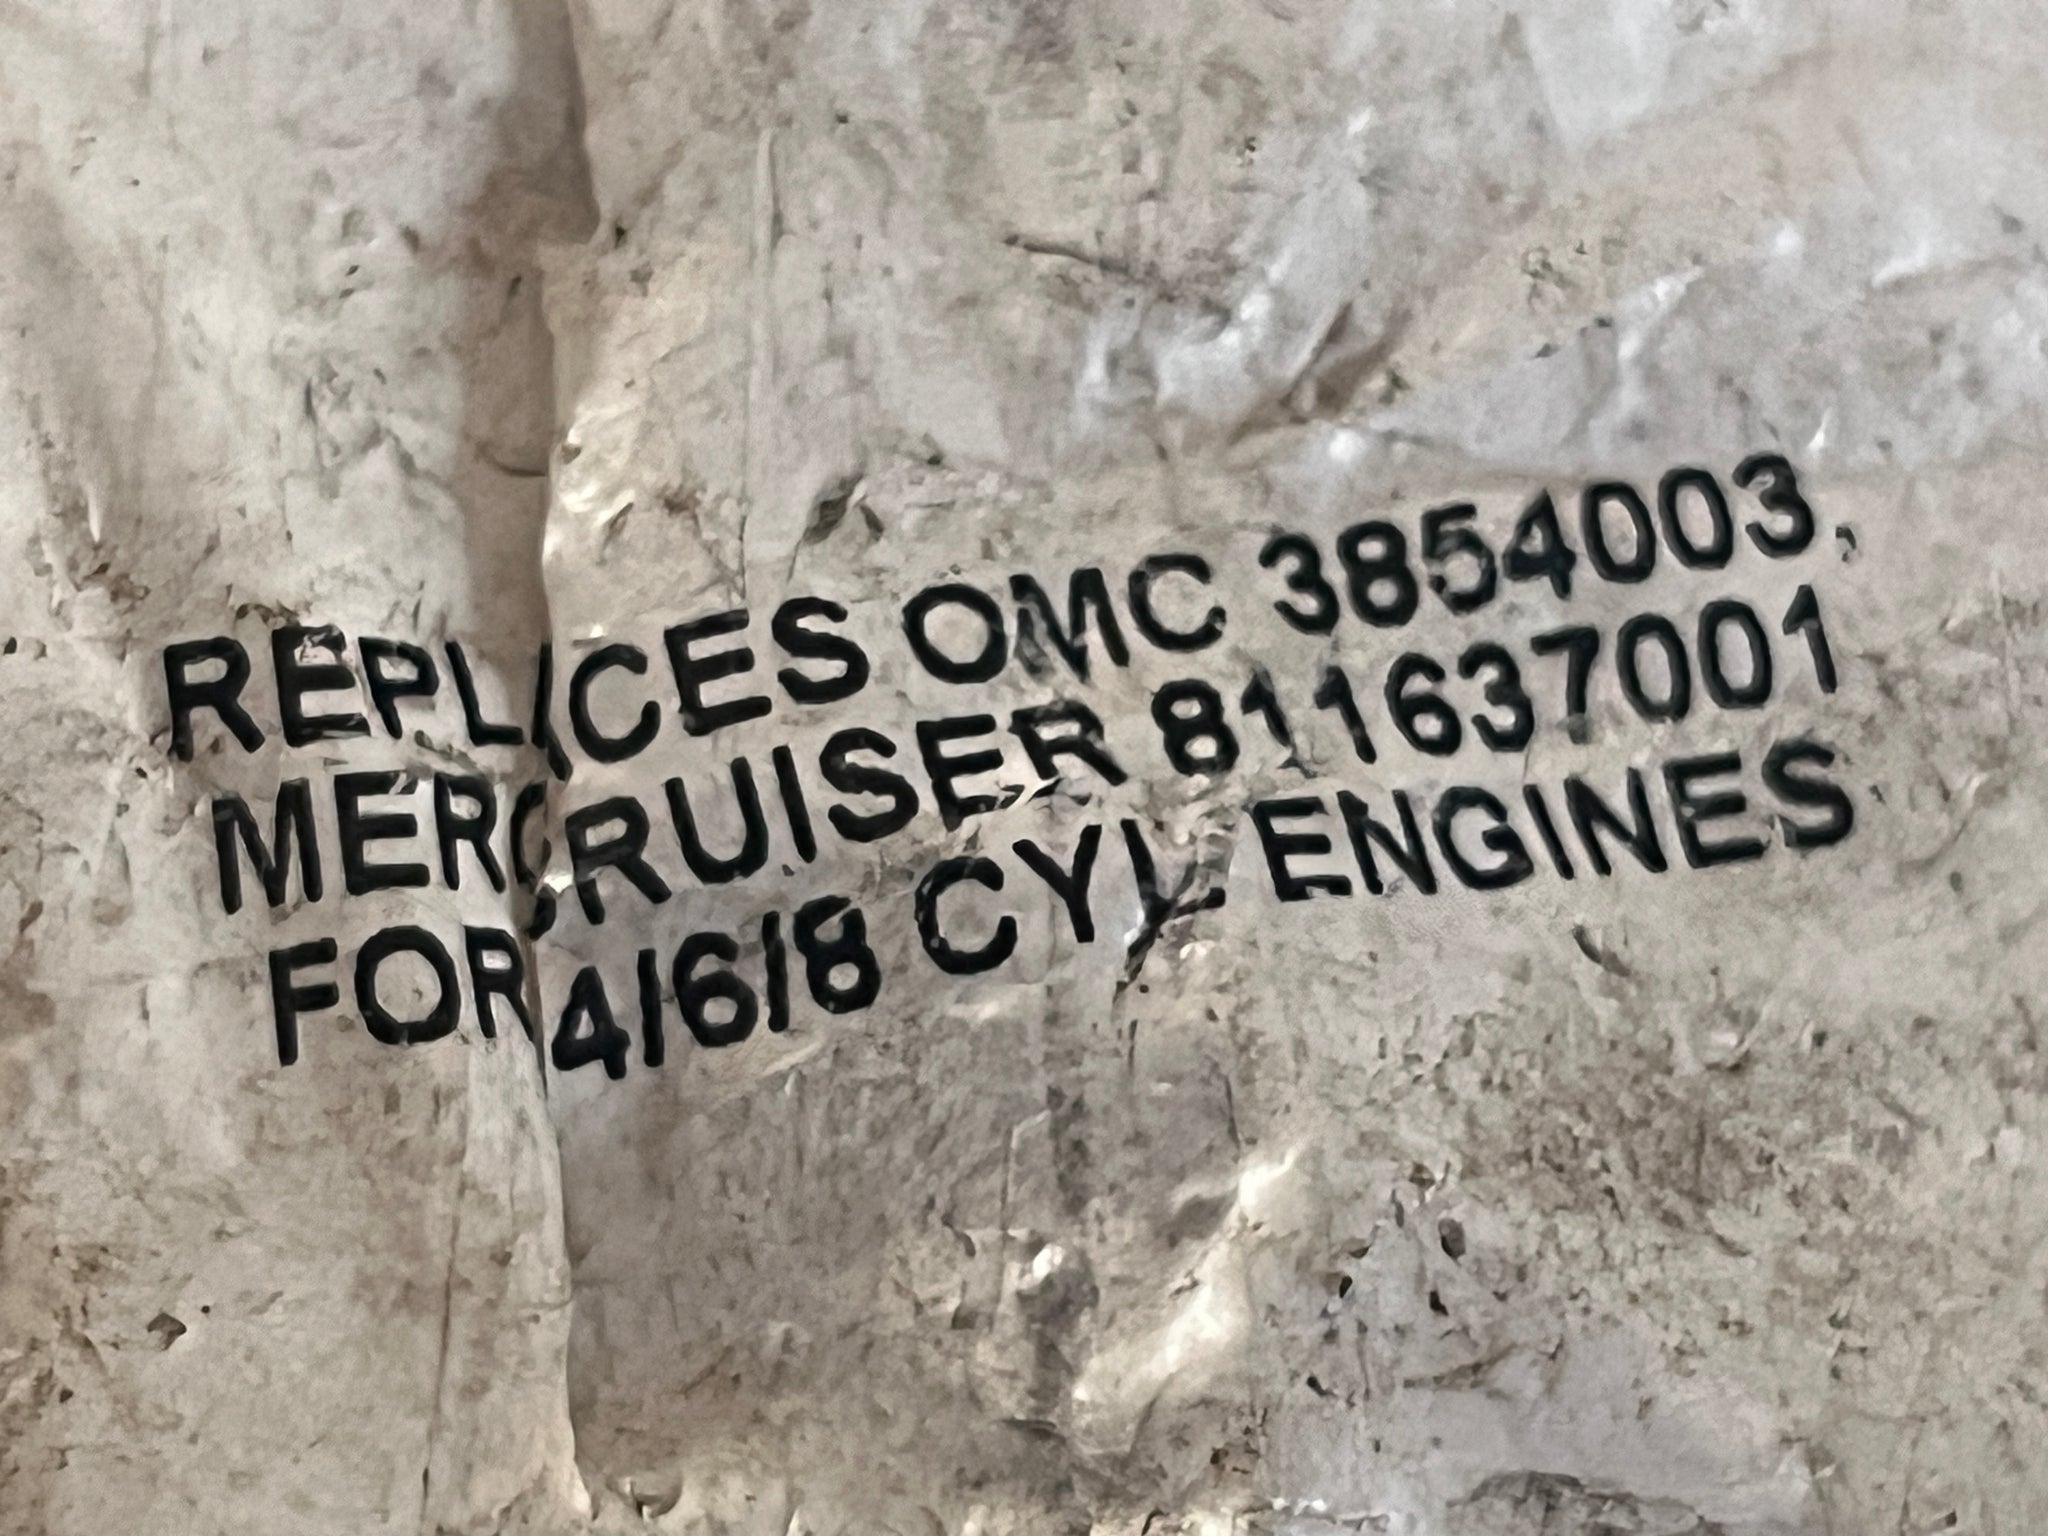 REPLACES OMC 3854003,
MERCRUISER 811637001
FOR 4/6/8 CYL ENGINES